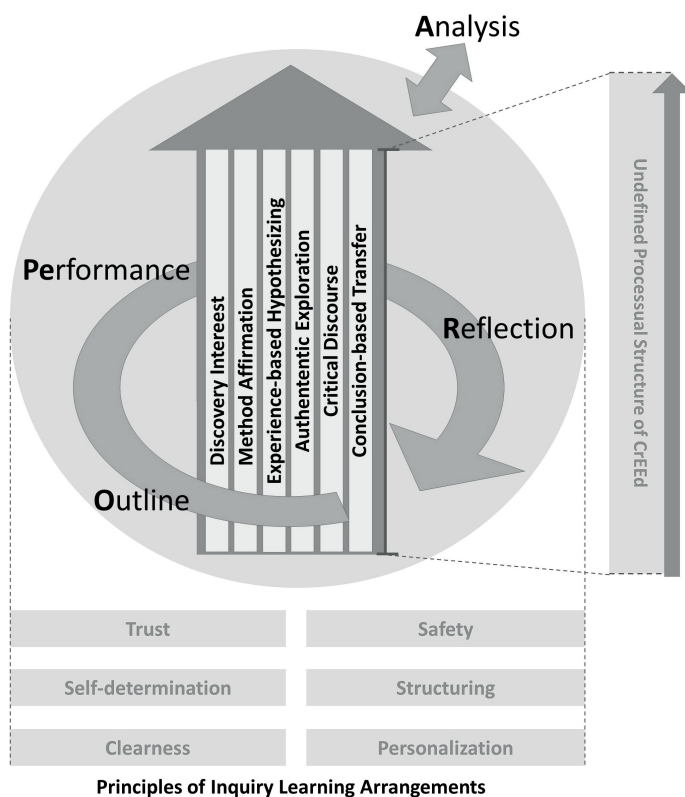 Analysis
Performance
Reflection
Outline
Discovery Intereest
Method Affirmation
Experience-based Hypothesizing
Authententic Exploration
Critical Discourse
Conclusion-based Transfer
Undefined Processual Structure of CrEEd
Trust
Safety
Self-determination
Structuring
Clearness
Personalization
Principles of Inquiry Learning Arrangements